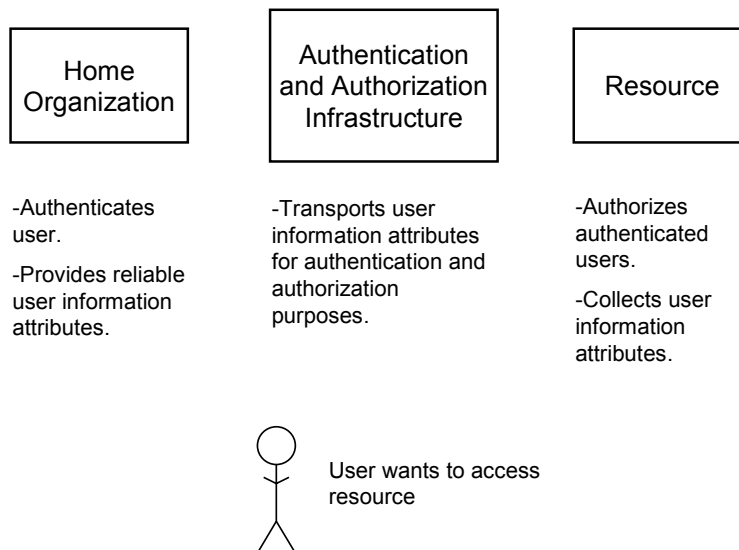 Home
Organization
Authentication
and Authorization
Infrastructure
Resource
-Authenticates
user.
-Provides reliable
user information
attributes.
-Transports user
information attributes
for authentication and
authorization
purposes.
-Authorizes
authenticated
users.
-Collects user
information
attributes.
User wants to access
resource